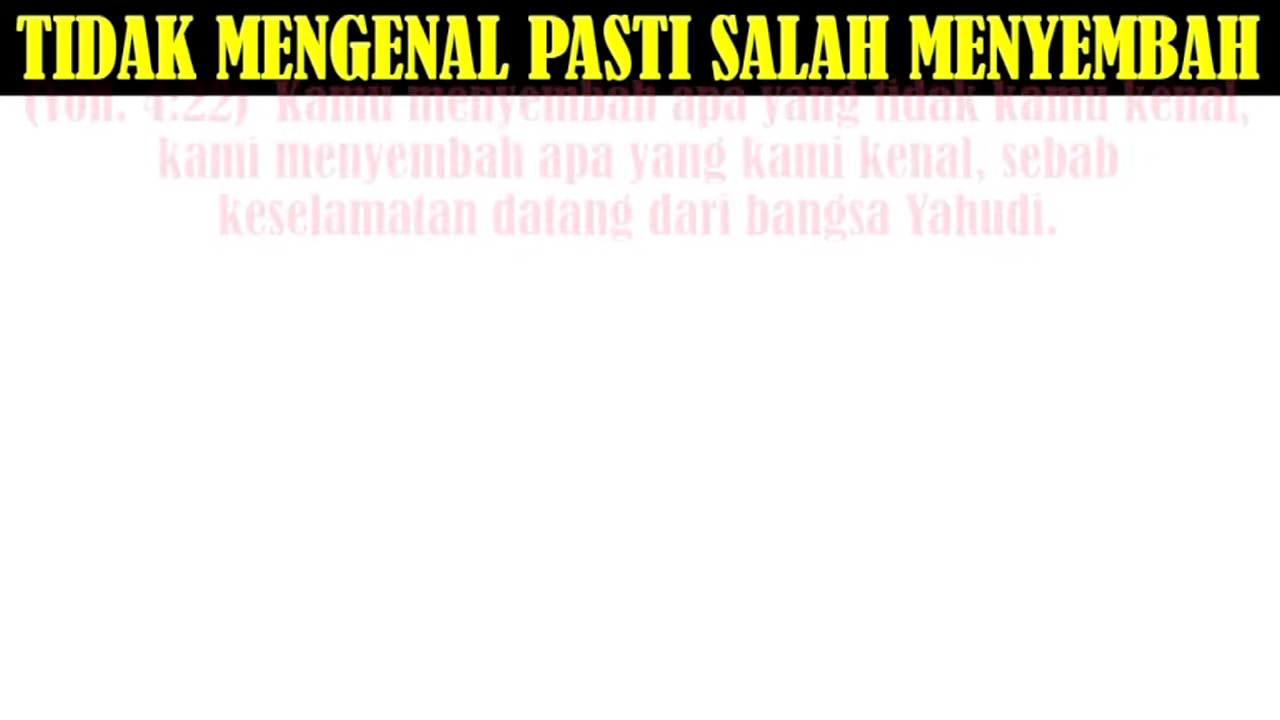 TIDAK MENGENAL PASTI SALAH MENYEMBAH
(Yoh. 4:22) Kamu menyembah apa yang tidak kamu kenal,
kami menyembah apa yang kami kenal, sebab
keselamatan datang dari bangsa Yahudi.